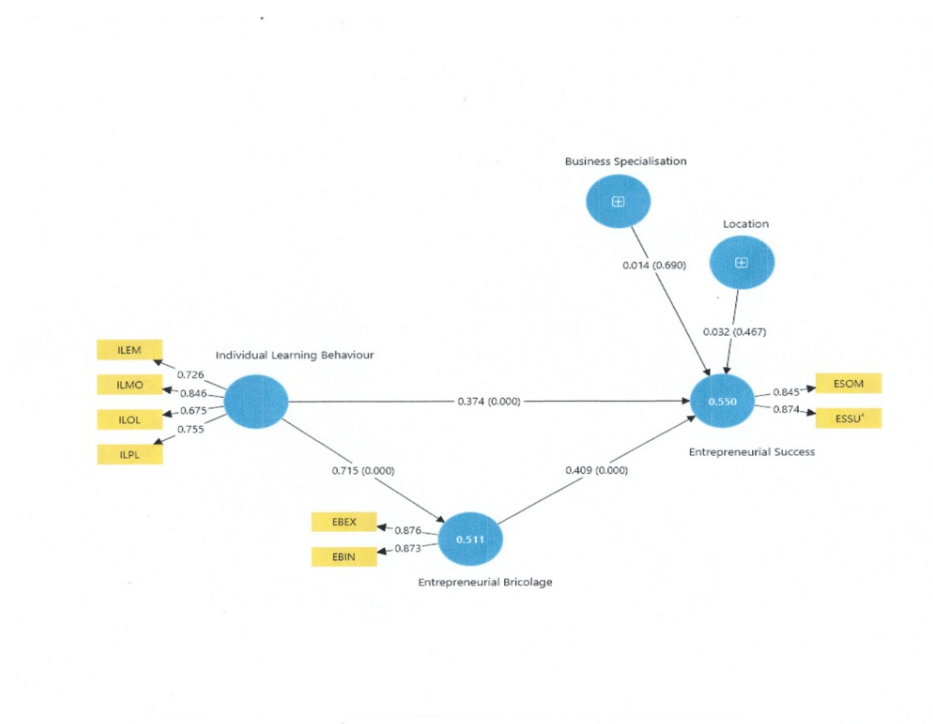 Business Specialisation
Location
0.014 (0.690)
0.032 (0.467)
ILEM
Individual Learning Behaviour
0.726
ILMO
0.846
ILOL
0.675
ILPL
0.755
0.374 (0.000)
0.550
0.845
ESOM
0.874
ESSU'
Entrepreneurial Success
0.715 (0.000)
0.409 (0.000)
EBEX
0.876
EBIN
0.873
0.511
Entrepreneurial Bricolage